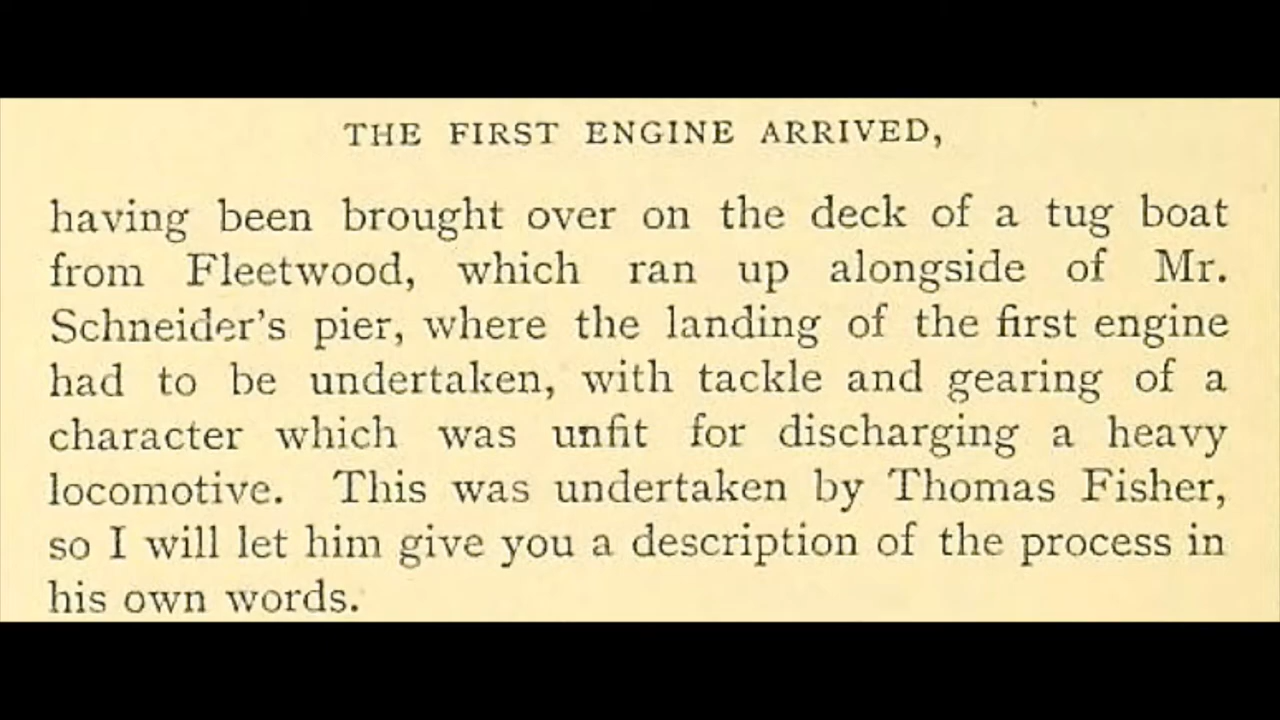 THE FIRST ENGINE ARRIVED,
having been brought over on the deck of a tug boat
from Fleetwood, which ran up alongside of Mr.
Schneider's pier, where the landing of the first engine
had to be undertaken, with tackle and gearing of a
character which was unfit for discharging a heavy
locomotive. This was undertaken by Thomas Fisher,
so I will let him give you a description of the process in
his own words.